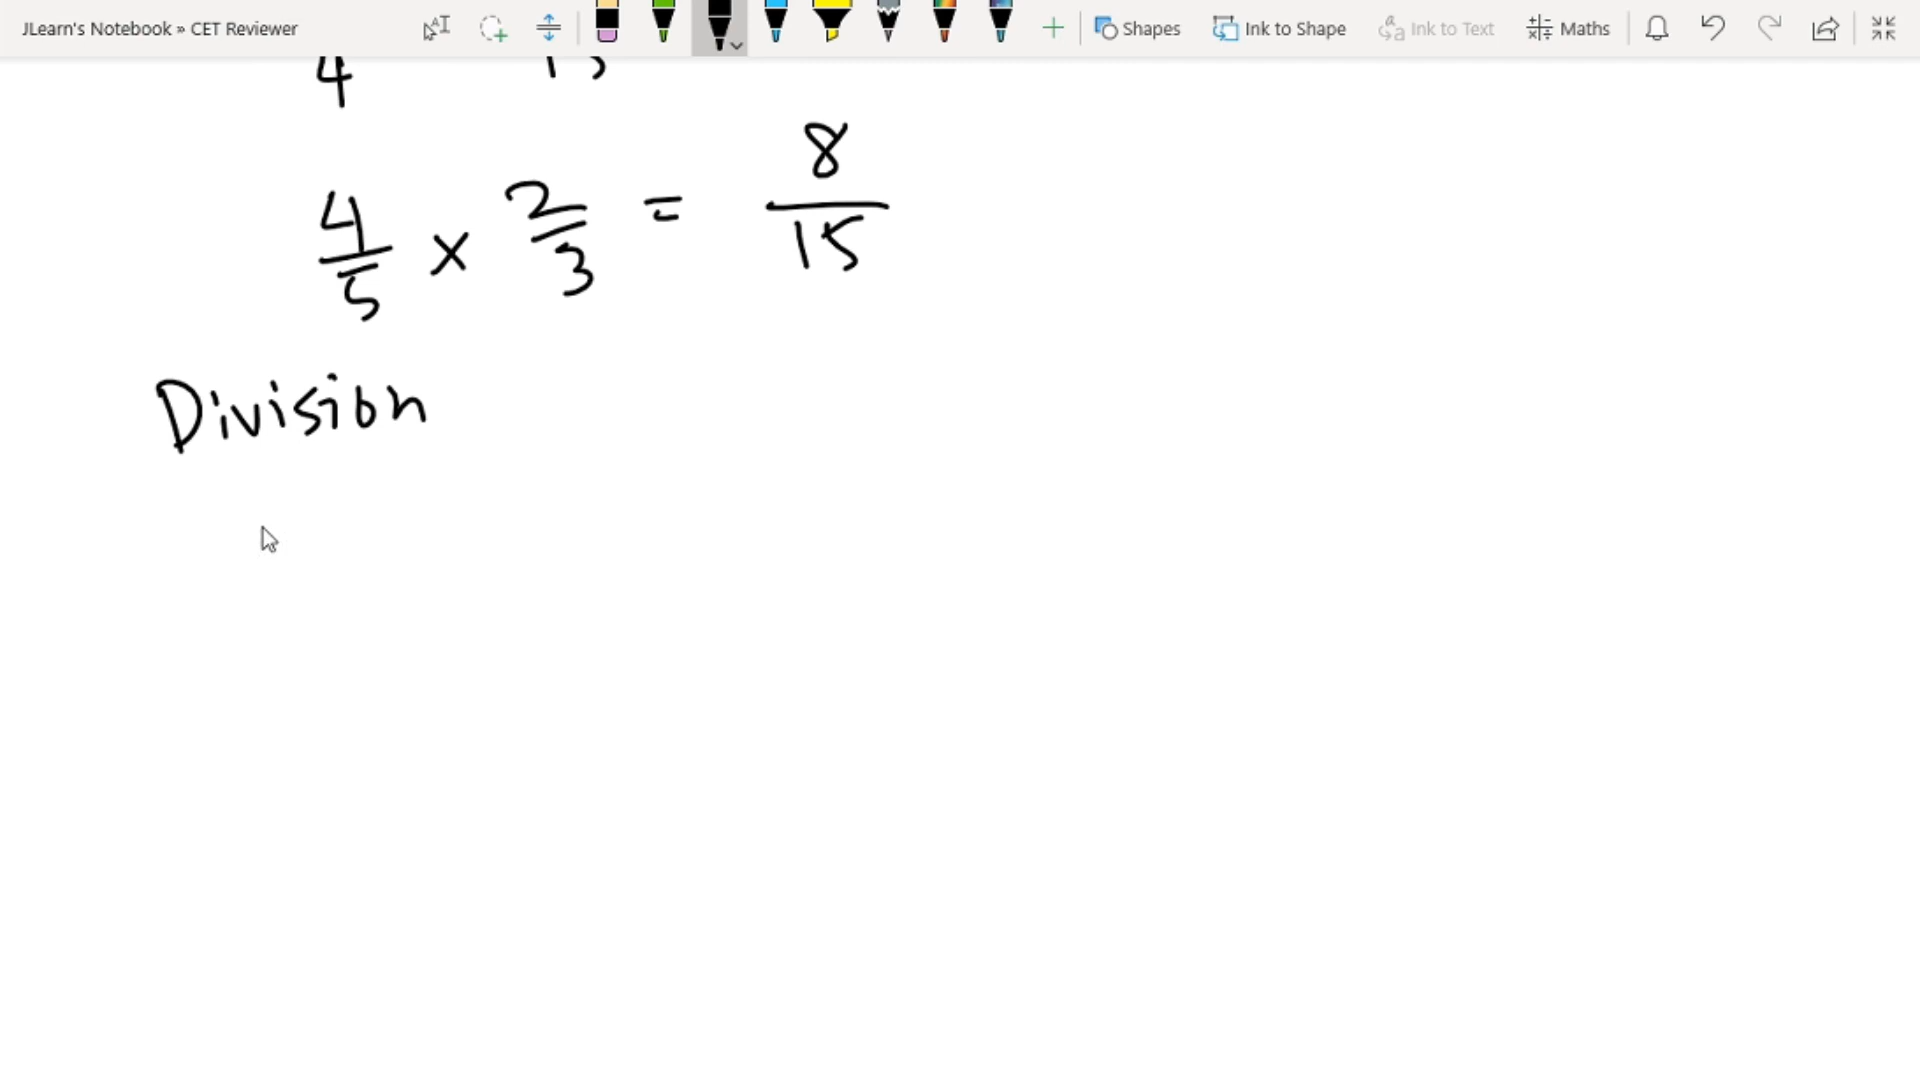 JLearn's Notebook » CET Reviewer Shapes Ink to Shape Ink to Text Maths
4
4/5 x 2/3 = 8/15
Division